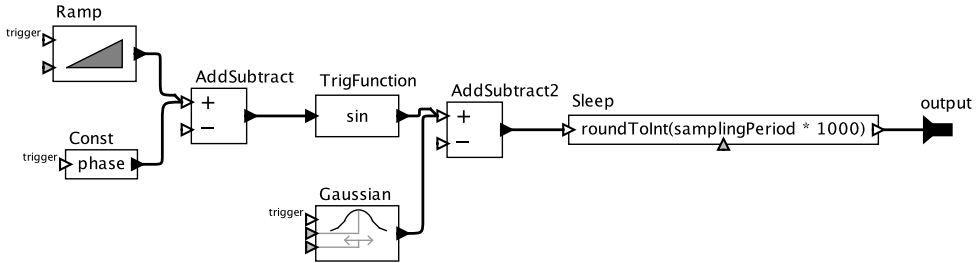 Ramp
trigger
AddSubtract
+
−
Const
trigger
phase
TrigFunction
sin
Gaussian
trigger
AddSubtract2
+
−
Sleep
roundToInt(samplingPeriod * 1000)
output